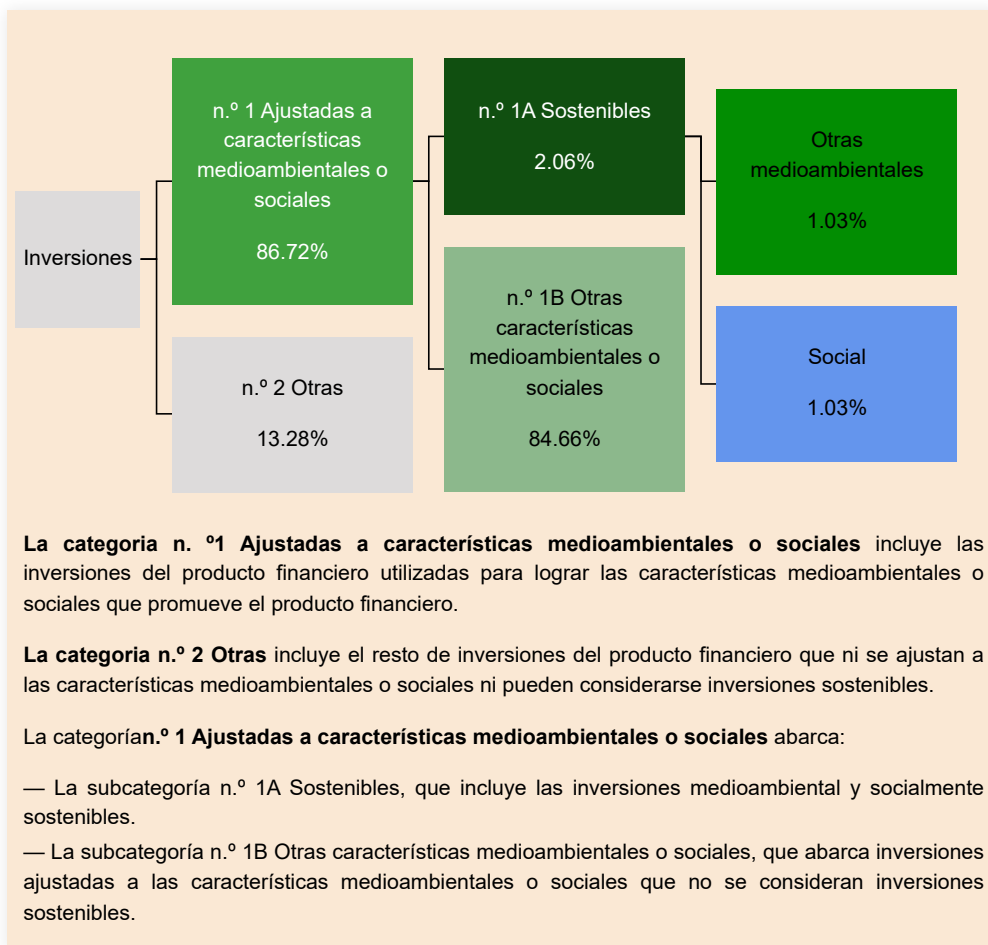 Inversiones
n.º 1 Ajustadas a
características
medioambientales o
sociales
86.72%
n.º 2 Otras
13.28%
n.º 1A Sostenibles
2.06%
n.º 1B Otras
características
medioambientales o
sociales
84.66%
Otras
medioambientales
1.03%
Social
1.03%
La categoria n. º1 Ajustadas a características medioambientales o sociales incluye las
inversiones del producto financiero utilizadas para lograr las características medioambientales o
sociales que promueve el producto financiero.
La categoria n.º 2 Otras incluye el resto de inversiones del producto financiero que ni se ajustan a
las características medioambientales o sociales ni pueden considerarse inversiones sostenibles.
La categorían.º 1 Ajustadas a características medioambientales o sociales abarca:
— La subcategoría n.º 1A Sostenibles, que incluye las inversiones medioambiental y socialmente
sostenibles.
— La subcategoría n.º 1B Otras características medioambientales o sociales, que abarca inversiones
ajustadas a las características medioambientales o sociales que no se consideran inversiones
sostenibles.